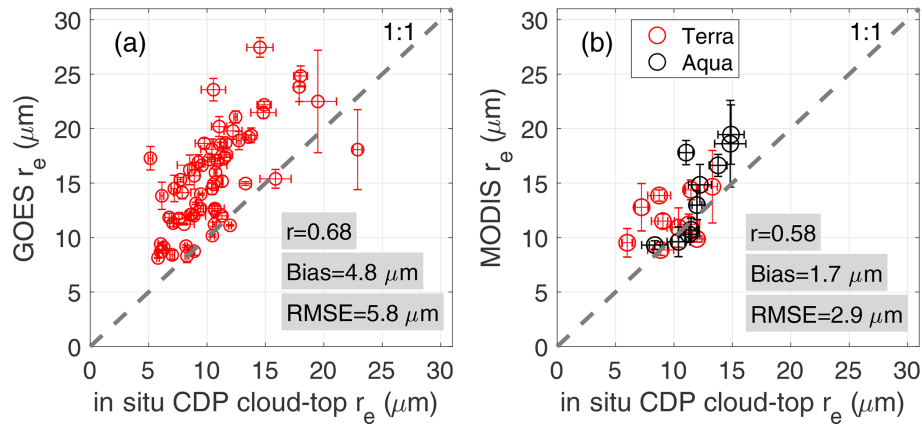 (a)
1:1
r=0.68
Bias=4.8 μm
RMSE=5.8 μm
GOES r_e (μm)
30
25
20
15
10
5
0
0 5 10 15 20 25 30
in situ CDP cloud-top r_e (μm)
(b)
Terra
Aqua
1:1
r=0.58
Bias=1.7 μm
RMSE=2.9 μm
MODIS r_e (μm)
30
25
20
15
10
5
0
0 5 10 15 20 25 30
in situ CDP cloud-top r_e (μm)